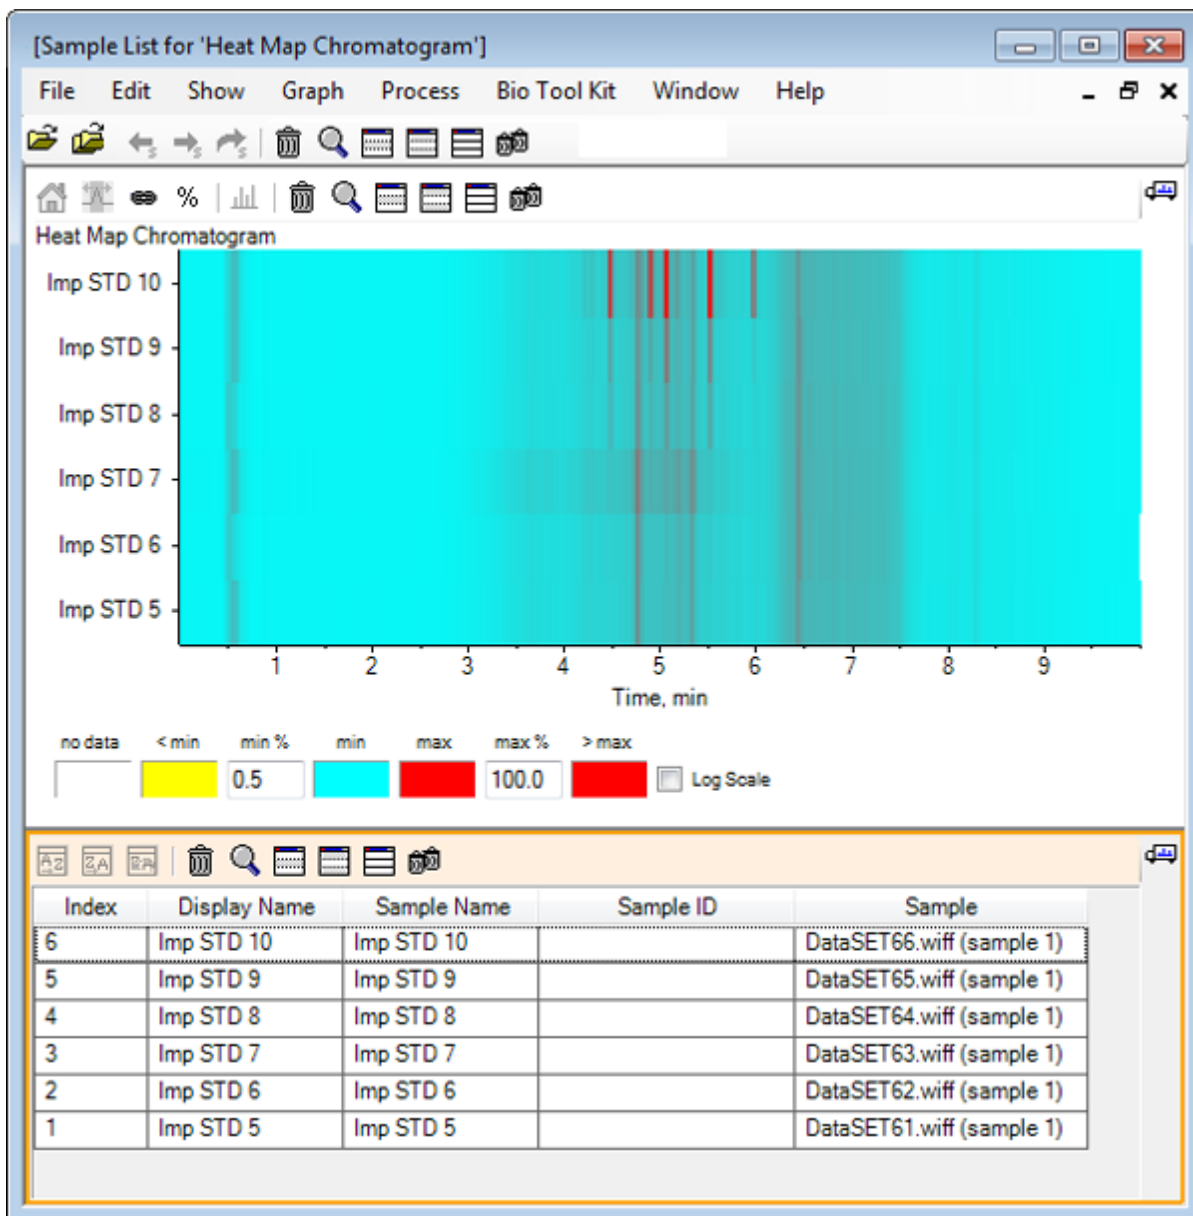 [Sample List for 'Heat Map Chromatogram']
File Edit Show Graph Process Bio Tool Kit Window Help
%
Heat Map Chromatogram
Imp STD 10
Imp STD 9
Imp STD 8
Imp STD 7
Imp STD 6
Imp STD 5
1 2 3 4 5 6 7 8 9
Time, min
no data < min min % min max max % > max
0.5 100.0 Log Scale
Index Display Name Sample Name Sample ID Sample
6 Imp STD 10 Imp STD 10 DataSET66.wiff (sample 1)
5 Imp STD 9 Imp STD 9 DataSET65.wiff (sample 1)
4 Imp STD 8 Imp STD 8 DataSET64.wiff (sample 1)
3 Imp STD 7 Imp STD 7 DataSET63.wiff (sample 1)
2 Imp STD 6 Imp STD 6 DataSET62.wiff (sample 1)
1 Imp STD 5 Imp STD 5 DataSET61.wiff (sample 1)